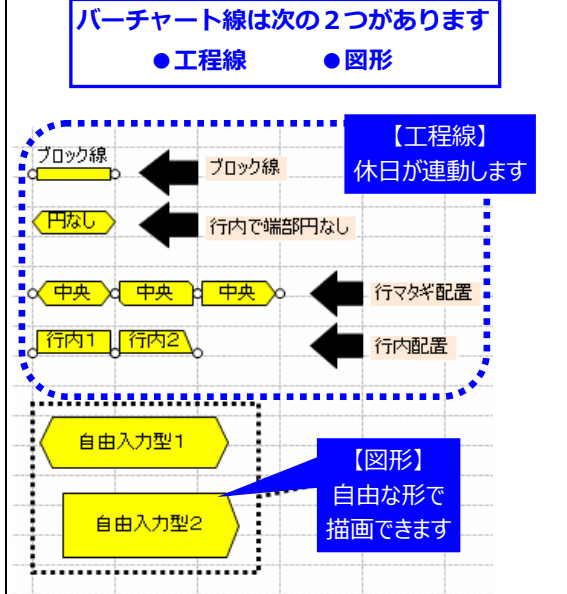 バーチャート線は次の２つがあります
●工程線 ●図形
【工程線】
休日が連動します
ブロック線
ブロック線
円なし
行内で端部円なし
中央 中央 中央
行マタギ配置
行内1 行内2
行内配置
自由入力型1
【図形】
自由な形で
描画できます
自由入力型2